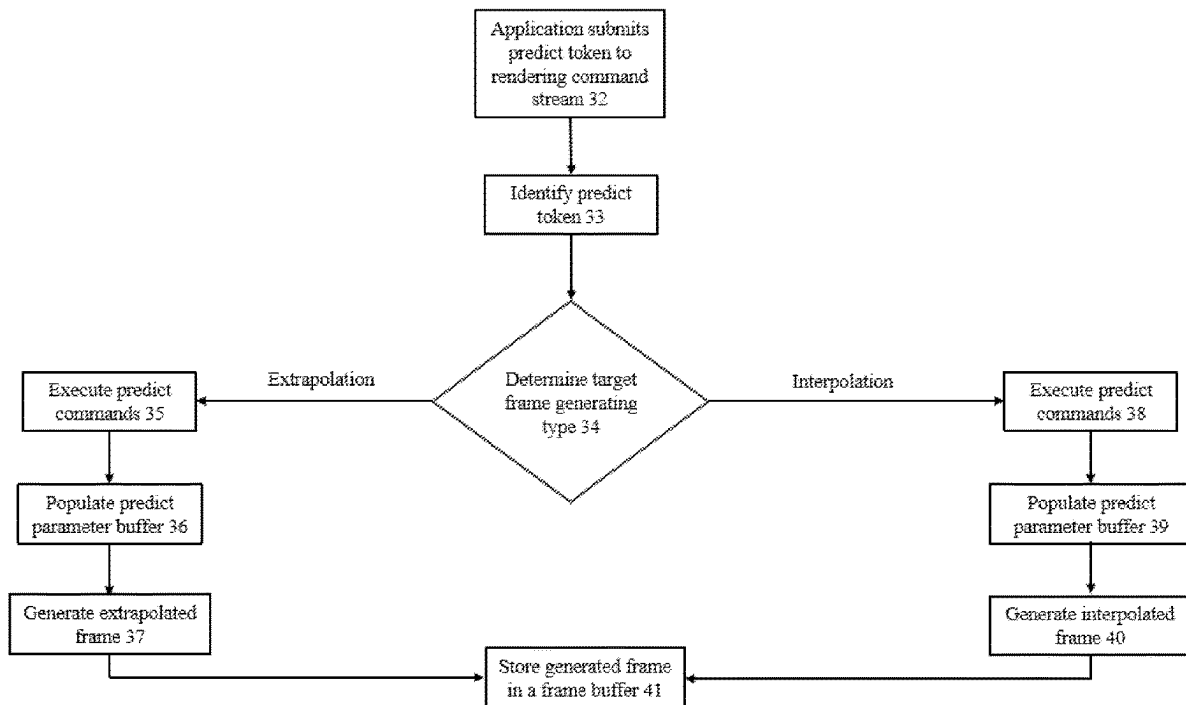 Application submits
predict token to
rendering command
stream 32
Identify predict
token 33
Extrapolation
Determine target
frame generating
type 34
Interpolation
Execute predict
commands 35
Execute predict
commands 38
Populate predict
parameter buffer 36
Populate predict
parameter buffer 39
Generate extrapolated
frame 37
Generate interpolated
frame 40
Store generated frame
in a frame buffer 41